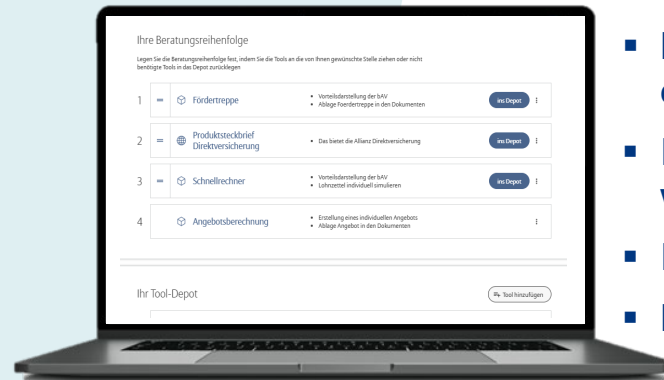 Ihre Beratungsreihenfolge
Legen Sie die Beratungsreihenfolge fest, indem Sie die Tools an die von Ihnen gewünschte Stelle ziehen oder nicht
benötigte Tools in das Depot zurücklegen
1
Fördertreppe
• Vorteilsdarstellung der bAV
• Ablage Foerdertreppe in den Dokumenten
ins Depot
2
Produktsteckbrief
Direktversicherung
• Das bietet die Allianz Direktversicherung
ins Depot
3
Schnellrechner
• Vorteilsdarstellung der bAV
• Lohnzettel individuell simulieren
ins Depot
4
Angebotsberechnung
• Erstellung eines individuellen Angebots
• Ablage Angebot in den Dokumenten
Ihr Tool-Depot
Tool hinzufügen